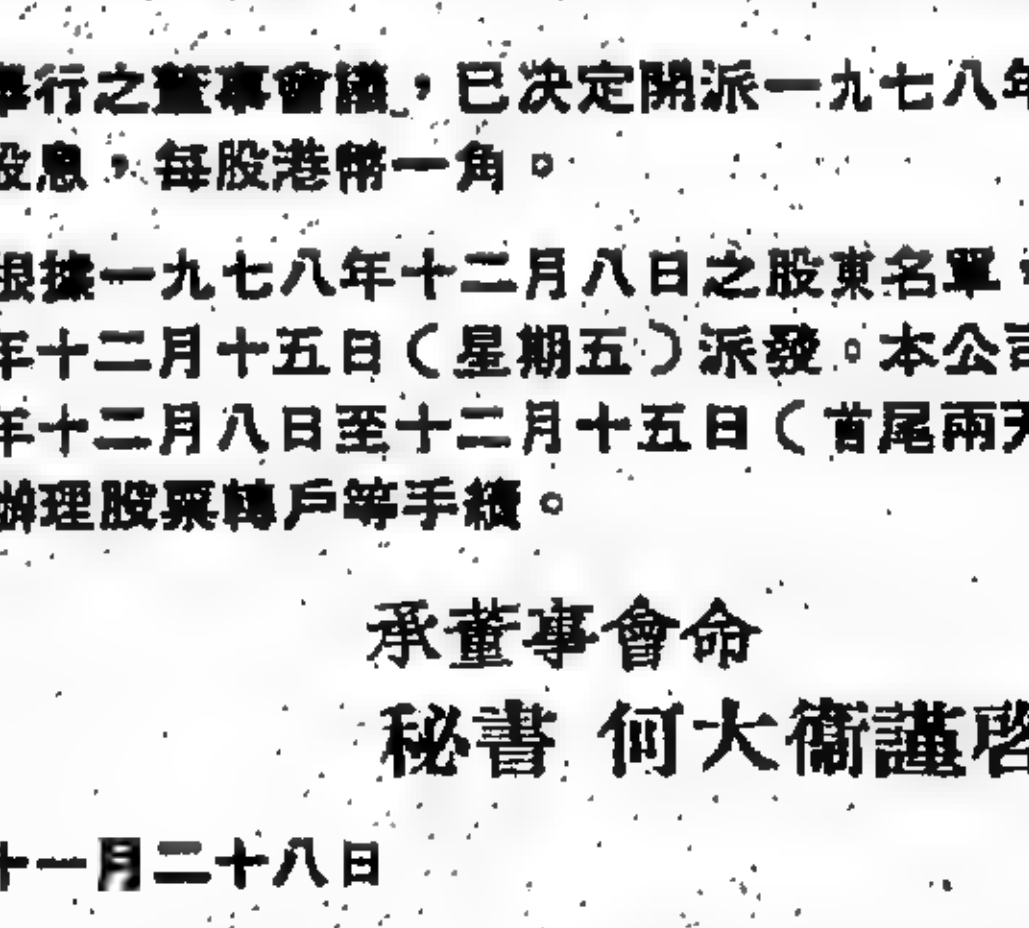 舉行之董事會議，已決定開派一九七八年
股息，每股港幣一角。
根據一九七八年十二月八日之股東名單，
年十二月十五日（星期五）派發。本公司
年十二月八日至十二月十五日（首尾兩天
辦理股票轉戶等手續。
承董事會命
秘書 何大衞謹啓
十一月二十八日